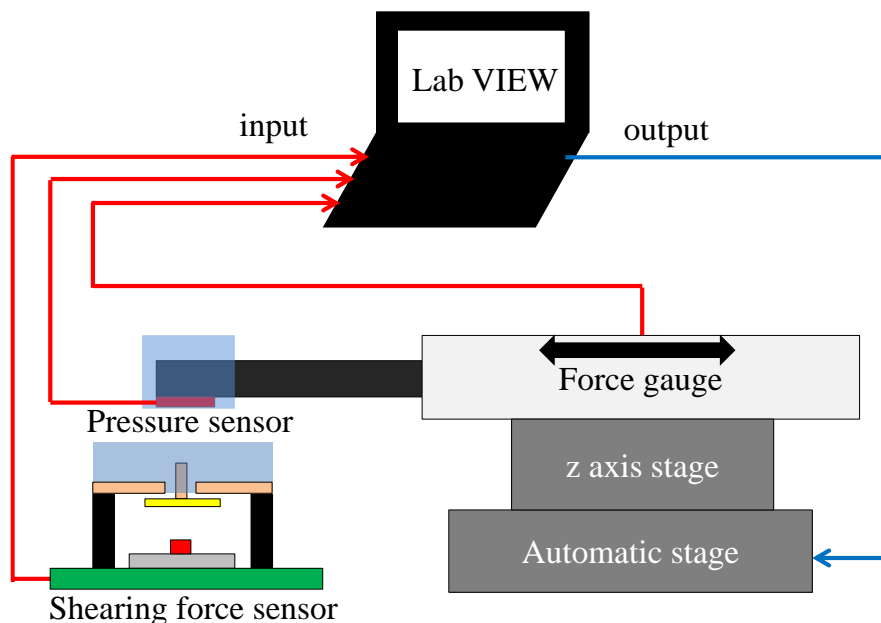 Lab VIEW
input
output
Force gauge
Pressure sensor
z axis stage
Automatic stage
Shearing force sensor